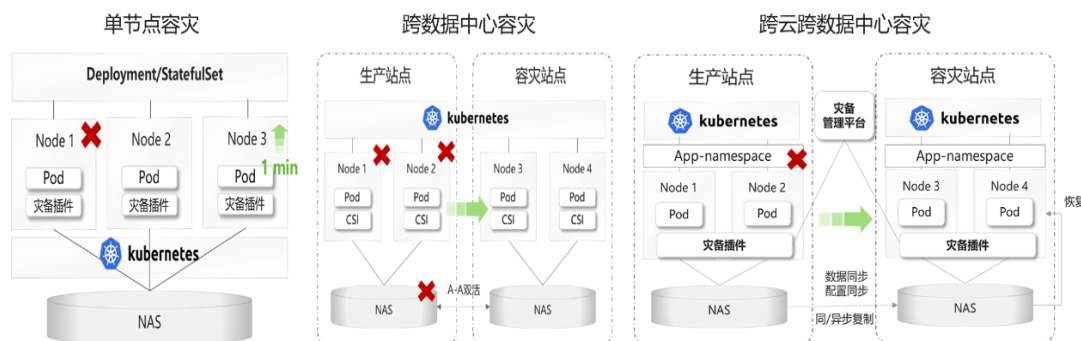 单节点容灾
Deployment/StatefulSet
Node 1
Node 2
Node 3
1 min
Pod
Pod
Pod
灾备插件
灾备插件
灾备插件
kubernetes
NAS
跨数据中心容灾
生产站点
容灾站点
kubernetes
Node 1
Node 2
Node 3
Node 4
Pod
Pod
Pod
Pod
CSI
CSI
CSI
CSI
A-A双活
NAS
NAS
跨云跨数据中心容灾
生产站点
容灾站点
灾备
管理平台
kubernetes
kubernetes
App-namespace
App-namespace
Node 1
Node 2
Node 3
Node 4
Pod
Pod
Pod
Pod
灾备插件
灾备插件
恢复
数据同步
配置同步
同/异步复制
NAS
NAS